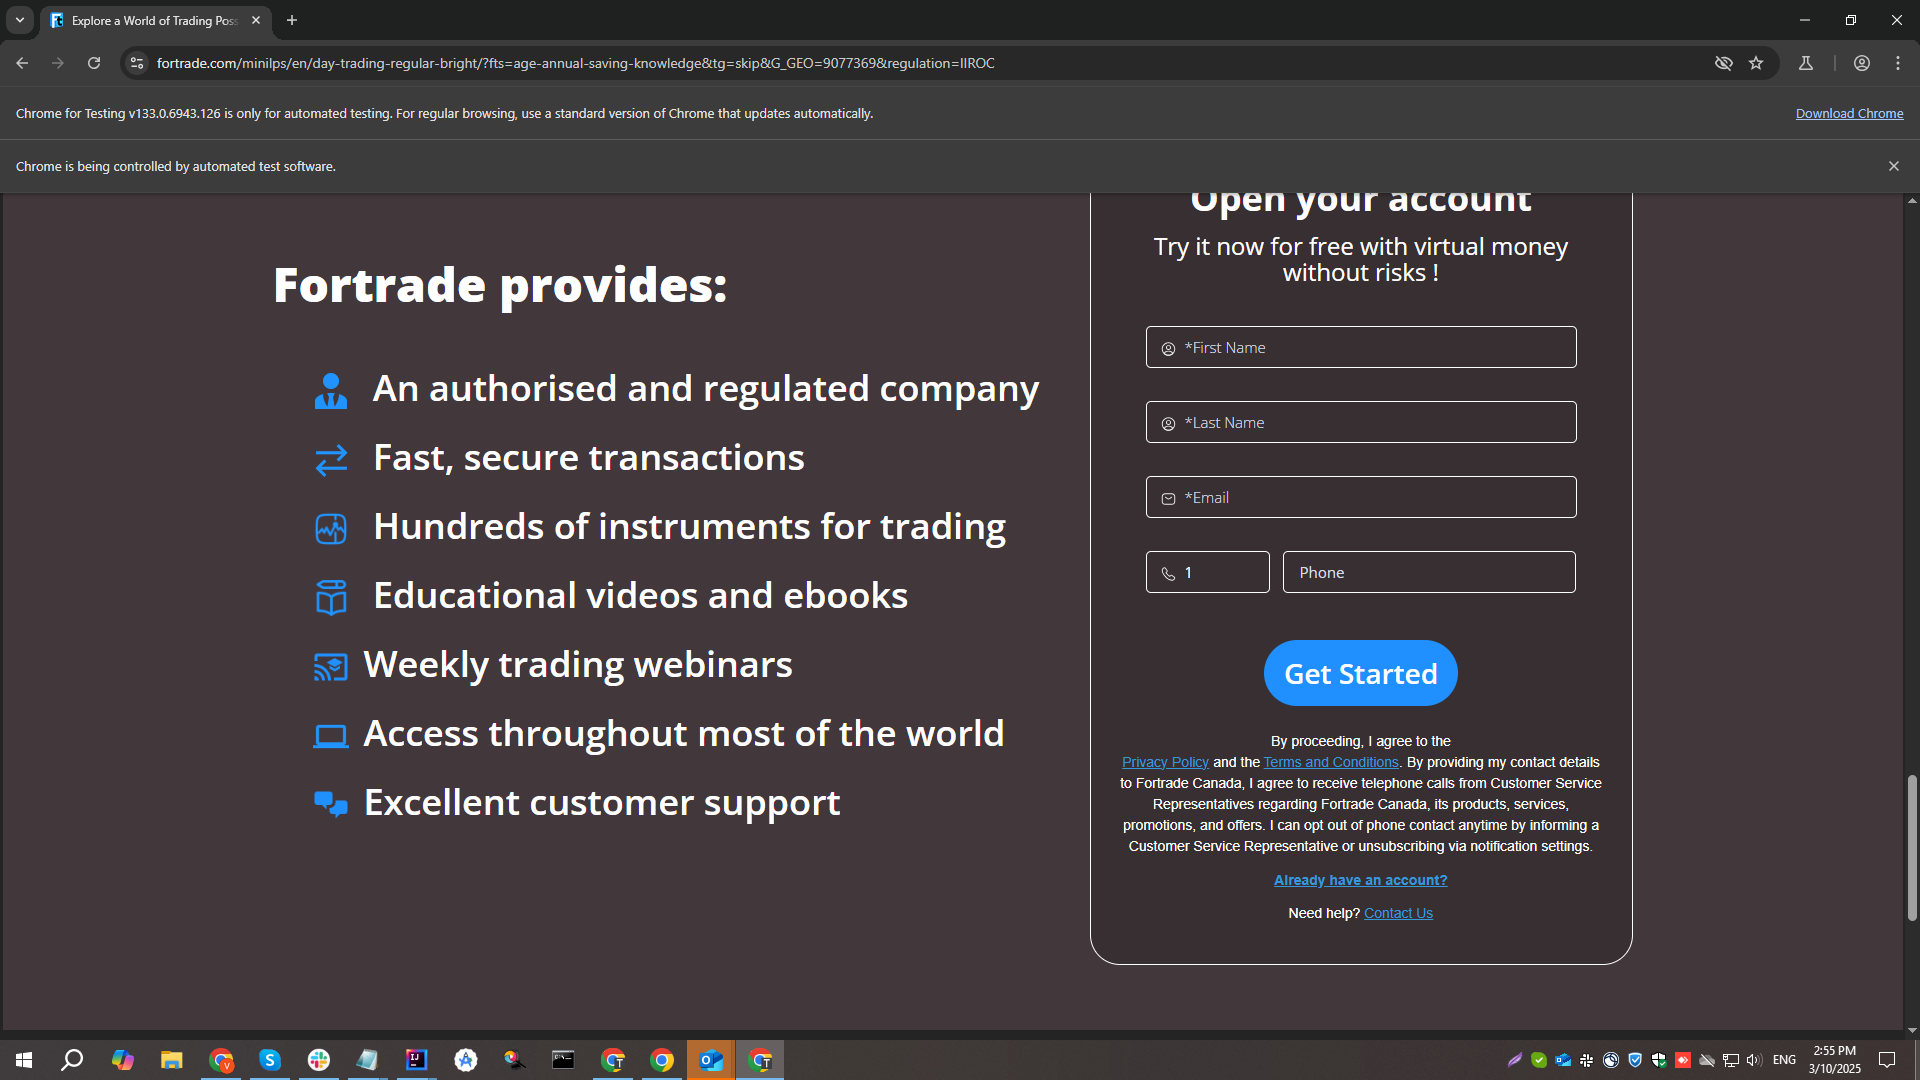 Explore a World of Trading Poss
fortrade.com/minilps/en/day-trading-regular-bright/?fts=age-annual-saving-knowledge&tg=skip&G_GEO=9077369&regulation=IIROC
Chrome for Testing v133.0.6943.126 is only for automated testing. For regular browsing, use a standard version of Chrome that updates automatically.
Download Chrome
Chrome is being controlled by automated test software.
Fortrade provides:
An authorised and regulated company
Fast, secure transactions
Hundreds of instruments for trading
Educational videos and ebooks
Weekly trading webinars
Access throughout most of the world
Excellent customer support
Open your account
Try it now for free with virtual money
without risks !
*First Name
*Last Name
*Email
1
Phone
Get Started
By proceeding, I agree to the
Privacy Policy and the Terms and Conditions. By providing my contact details
to Fortrade Canada, I agree to receive telephone calls from Customer Service
Representatives regarding Fortrade Canada, its products, services,
promotions, and offers. I can opt out of phone contact anytime by informing a
Customer Service Representative or unsubscribing via notification settings.
Already have an account?
Need help? Contact Us
ENG
2:55 PM
3/10/2025